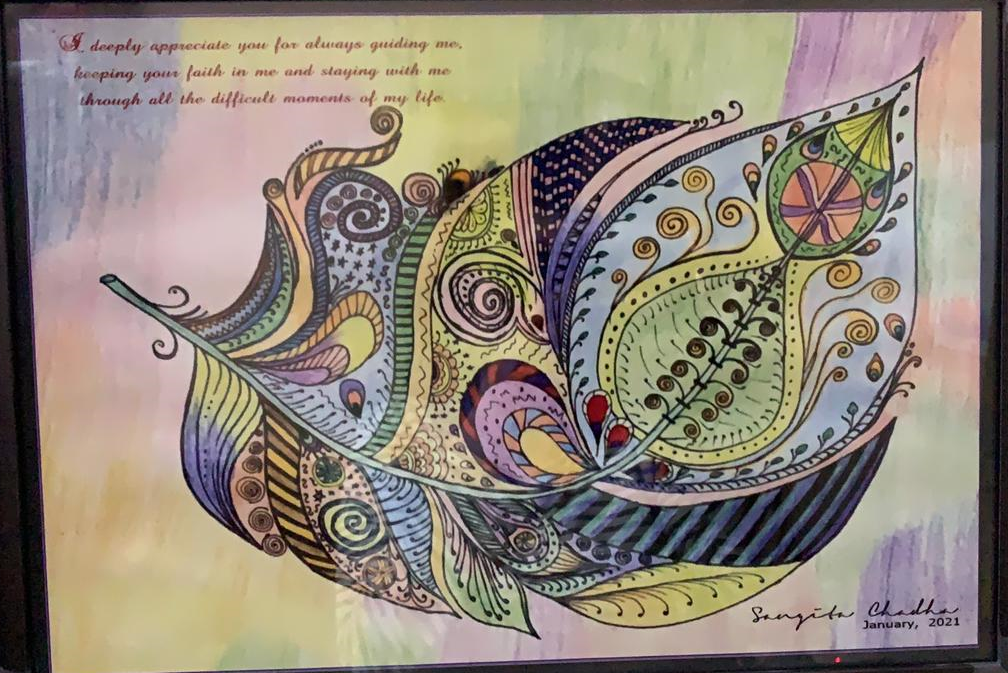 I deeply appreciate you for always guiding me,
keeping your faith in me and staying with me
through all the difficult moments of my life.
Sangita Chadha
January, 2021